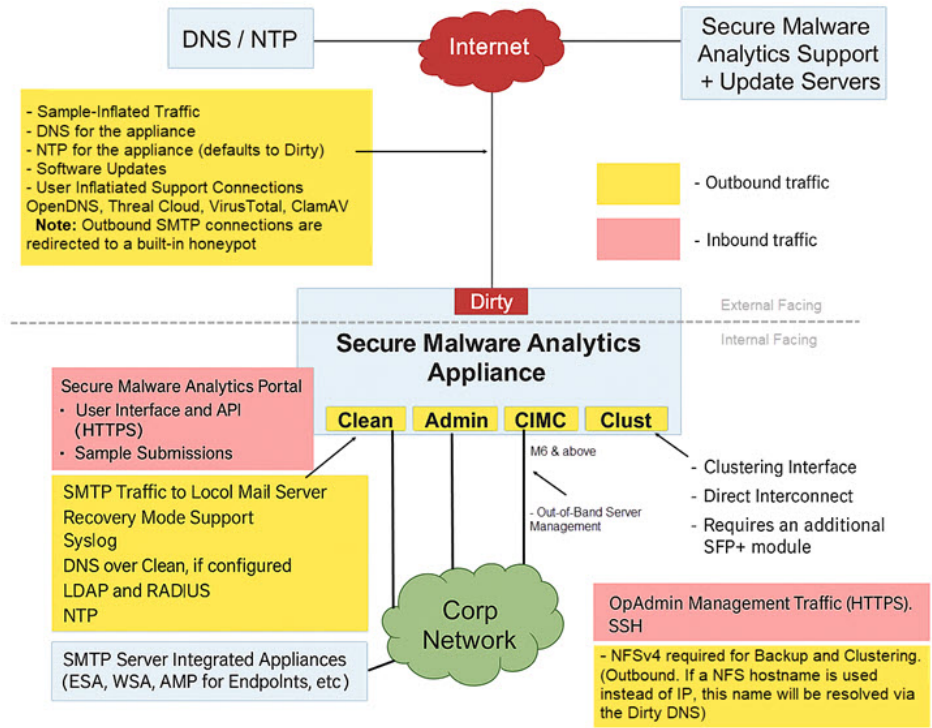 DNS / NTP
Internet
Secure Malware
Analytics Support
+ Update Servers
- Sample-Inflated Traffic
- DNS for the appliance
- NTP for the appliance (defaults to Dirty)
- Software Updates
- User Inflatiated Support Connections
OpenDNS, Threal Cloud, VirusTotal, ClamAV
Note: Outbound SMTP connections are
redirected to a built-in honeypot
- Outbound traffic
- Inbound traffic
Dirty
External Facing
Internal Facing
Secure Malware Analytics
Appliance
Clean
Admin
CIMC
Clust
Secure Malware Analytics Portal
• User Interface and API
(HTTPS)
• Sample Submissions
SMTP Traffic to Locol Mail Server
Recovery Mode Support
Syslog
DNS over Clean, if configured
LDAP and RADIUS
NTP
M6 & above
- Out-of-Band Server
Management
- Clustering Interface
- Direct Interconnect
- Requires an additional
SFP+ module
Corp
Network
SMTP Server Integrated Appliances
(ESA, WSA, AMP for EndpoInts, etc)
OpAdmin Management Traffic (HTTPS).
SSH
- NFSv4 required for Backup and Clustering.
(Outbound. If a NFS hostname is used
instead of IP, this name will be resolved via
the Dirty DNS)